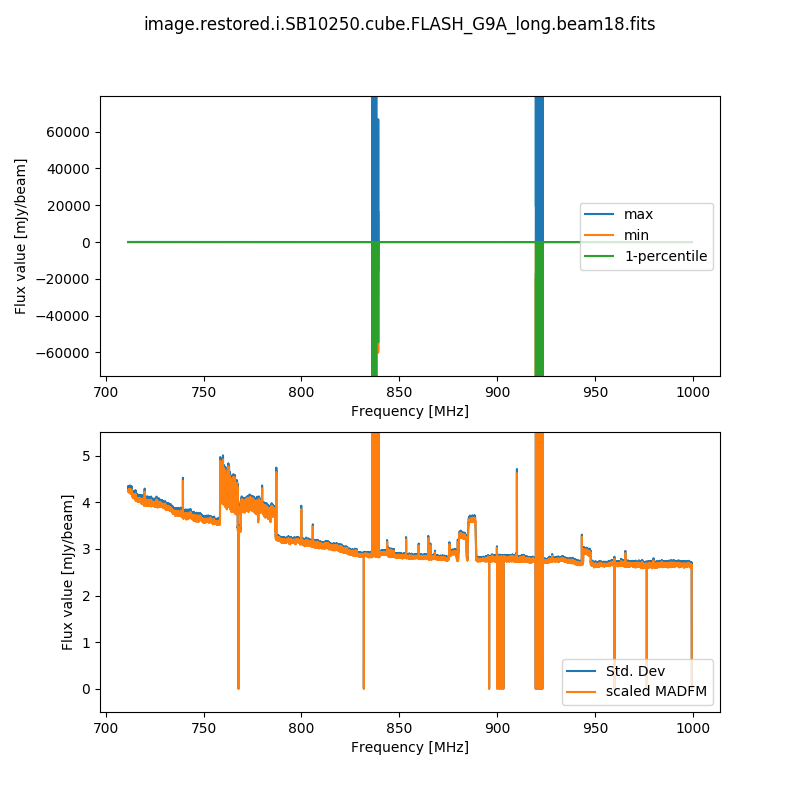 image.restored.i.SB10250.cube.FLASH_G9A_long.beam18.fits
Flux value [mJy/beam]
60000
40000
20000
0
−20000
−40000
−60000
max
min
1-percentile
700 750 800 850 900 950 1000
Frequency [MHz]
Flux value [mJy/beam]
5
4
3
2
1
0
Std. Dev
scaled MADFM
700 750 800 850 900 950 1000
Frequency [MHz]